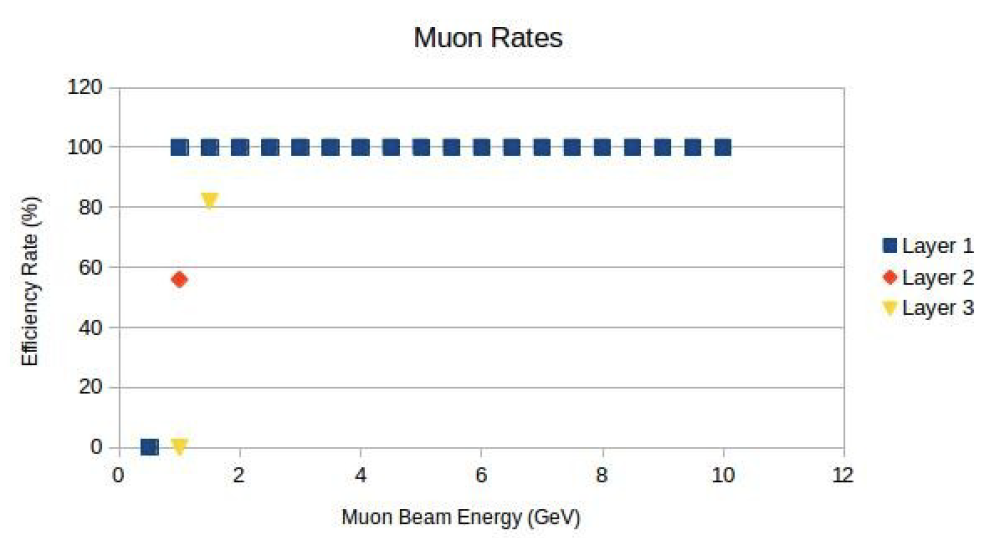 Muon Rates
120
100
80
60
40
20
0
Efficiency Rate (%)
0 2 4 6 8 10 12
Muon Beam Energy (GeV)
Layer 1
Layer 2
Layer 3